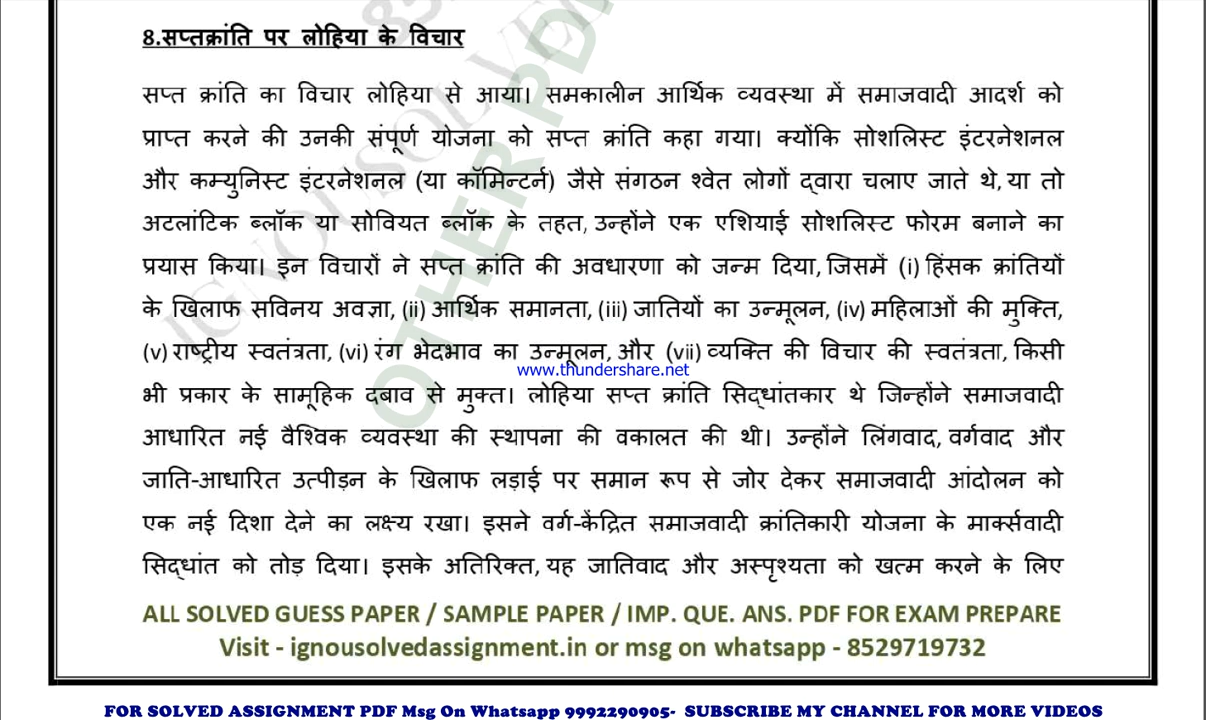 8.सप्तक्रांति पर लोहिया के विचार
सप्त क्रांति का विचार लोहिया से आया। समकालीन आर्थिक व्यवस्था में समाजवादी आदर्श को
प्राप्त करने की उनकी संपूर्ण योजना को सप्त क्रांति कहा गया। क्योंकि सोशलिस्ट इंटरनेशनल
और कम्युनिस्ट इंटरनेशनल (या कॉमिन्टर्न) जैसे संगठन श्वेत लोगों द्वारा चलाए जाते थे, या तो
अटलांटिक ब्लॉक या सोवियत ब्लॉक के तहत, उन्होंने एक एशियाई सोशलिस्ट फोरम बनाने का
प्रयास किया। इन विचारों ने सप्त क्रांति की अवधारणा को जन्म दिया, जिसमें (i) हिंसक क्रांतियों
के खिलाफ सविनय अवज्ञा, (ii) आर्थिक समानता, (iii) जातियों का उन्मूलन, (iv) महिलाओं की मुक्ति,
(v) राष्ट्रीय स्वतंत्रता, (vi) रंग भेदभाव का उन्मूलन, और (vii) व्यक्ति की विचार की स्वतंत्रता, किसी
www.thundershare.net
भी प्रकार के सामूहिक दबाव से मुक्त। लोहिया सप्त क्रांति सिद्धांतकार थे जिन्होंने समाजवादी
आधारित नई वैश्विक व्यवस्था की स्थापना की वकालत की थी। उन्होंने लिंगवाद, वर्गवाद और
जाति-आधारित उत्पीड़न के खिलाफ लड़ाई पर समान रूप से जोर देकर समाजवादी आंदोलन को
एक नई दिशा देने का लक्ष्य रखा। इसने वर्ग-केंद्रित समाजवादी क्रांतिकारी योजना के मार्क्सवादी
सिद्धांत को तोड़ दिया। इसके अतिरिक्त, यह जातिवाद और अस्पृश्यता को खत्म करने के लिए
ALL SOLVED GUESS PAPER / SAMPLE PAPER / IMP. QUE. ANS. PDF FOR EXAM PREPARE
Visit - ignousolvedassignment.in or msg on whatsapp - 8529719732
FOR SOLVED ASSIGNMENT PDF Msg On Whatsapp 9992290905- SUBSCRIBE MY CHANNEL FOR MORE VIDEOS